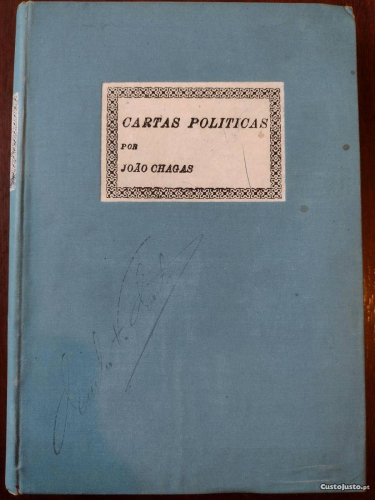 CARTAS POLITICAS
POR
JOÃO CHAGAS
CustoJusto.pt